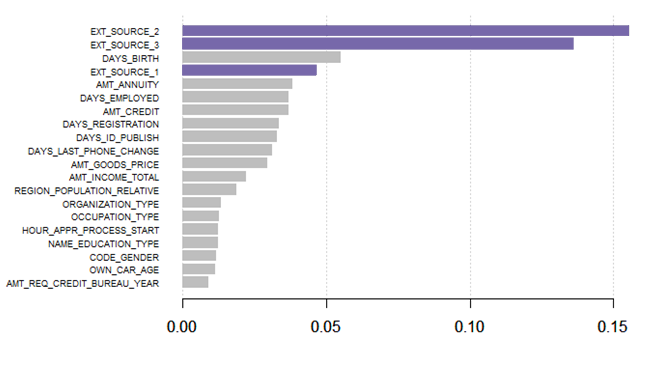 EXT_SOURCE_2
EXT_SOURCE_3
DAYS_BIRTH
EXT_SOURCE_1
AMT_ANNUITY
DAYS_EMPLOYED
AMT_CREDIT
DAYS_REGISTRATION
DAYS_ID_PUBLISH
DAYS_LAST_PHONE_CHANGE
AMT_GOODS_PRICE
AMT_INCOME_TOTAL
REGION_POPULATION_RELATIVE
ORGANIZATION_TYPE
OCCUPATION_TYPE
HOUR_APPR_PROCESS_START
NAME_EDUCATION_TYPE
CODE_GENDER
OWN_CAR_AGE
AMT_REQ_CREDIT_BUREAU_YEAR
0.00 0.05 0.10 0.15